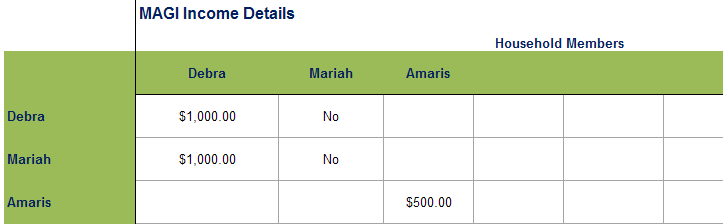 MAGI Income Details
Household Members
Debra Mariah Amaris
Debra $1,000.00 No
Mariah $1,000.00 No
Amaris $500.00